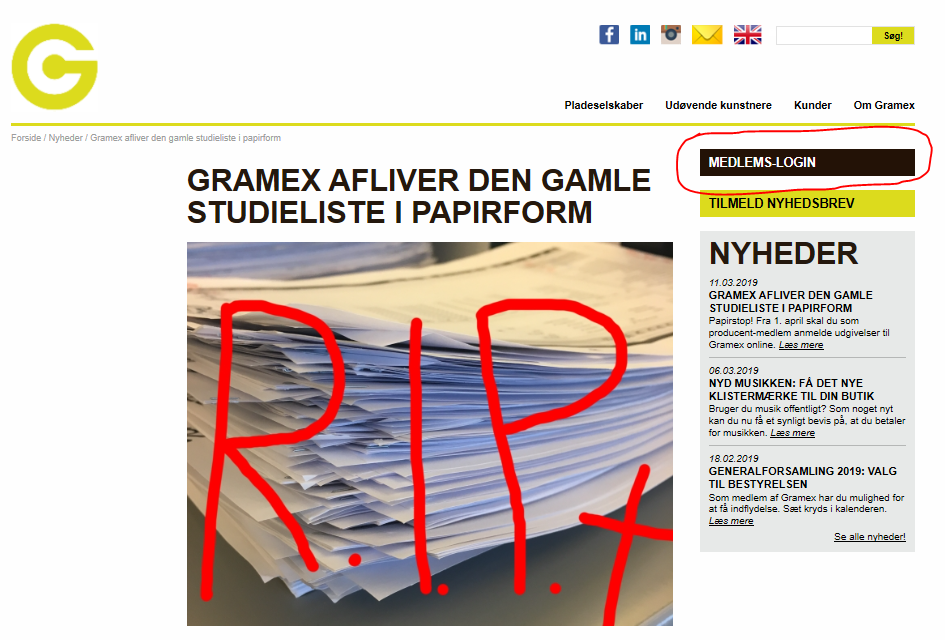 Søg!
Pladeselskaber Udøvende kunstnere Kunder Om Gramex
Forside / Nyheder / Gramex afliver den gamle studieliste i papirform
GRAMEX AFLIVER DEN GAMLE
STUDIELISTE I PAPIRFORM
R.I.P.
MEDLEMS-LOGIN
TILMELD NYHEDSBREV
NYHEDER
11.03.2019
GRAMEX AFLIVER DEN GAMLE
STUDIELISTE I PAPIRFORM
Papirstop! Fra 1. april skal du som
producent-medlem anmelde udgivelser til
Gramex online. Læs mere
06.03.2019
NYD MUSIKKEN: FÅ DET NYE
KLISTERMÆRKE TIL DIN BUTIK
Bruger du musik offentligt? Som noget nyt
kan du nu få et synligt bevis på, at du betaler
for musikken. Læs mere
18.02.2019
GENERALFORSAMLING 2019: VALG
TIL BESTYRELSEN
Som medlem af Gramex har du mulighed for
at få indflydelse. Sæt kryds i kalenderen.
Læs mere
Se alle nyheder!